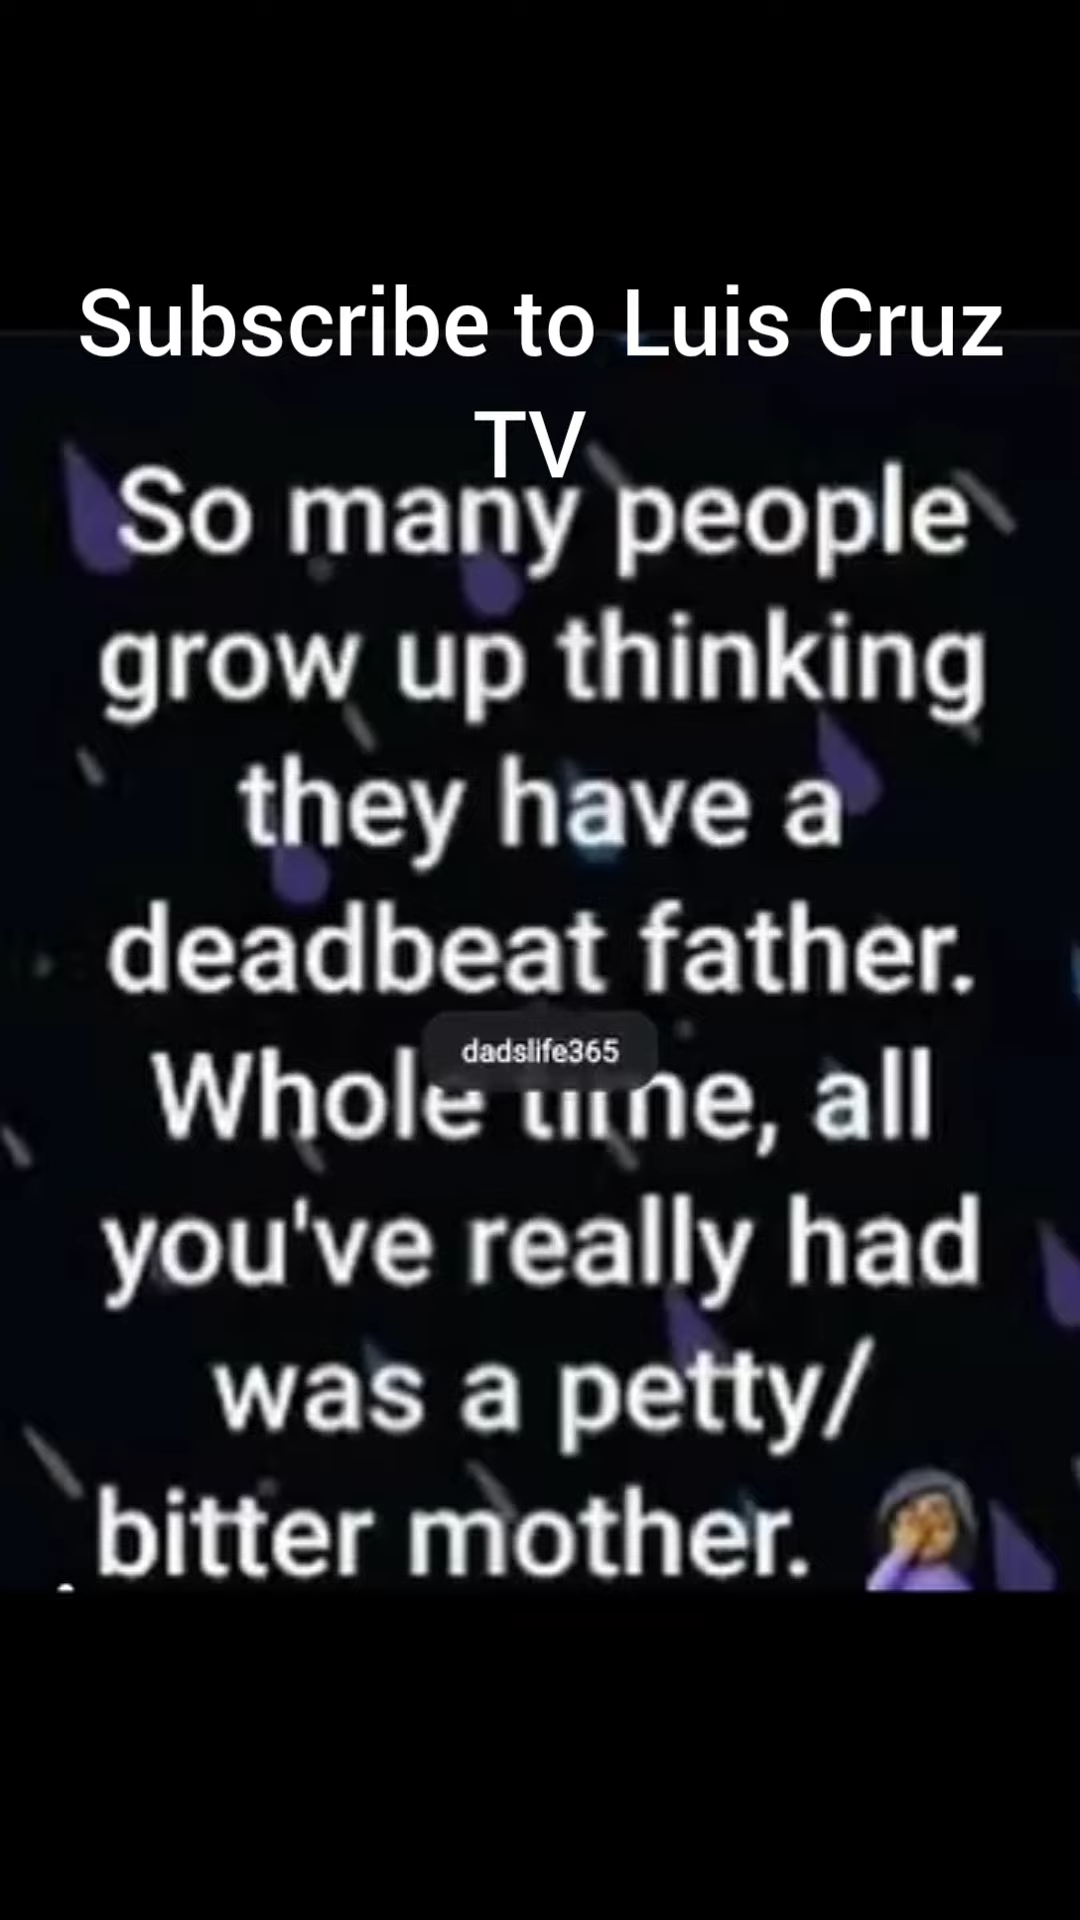 Subscribe to Luis Cruz
TV
So many people
grow up thinking
they have a
deadbeat father.
dadslife365
Whole time, all
you've really had
was a petty/
bitter mother.